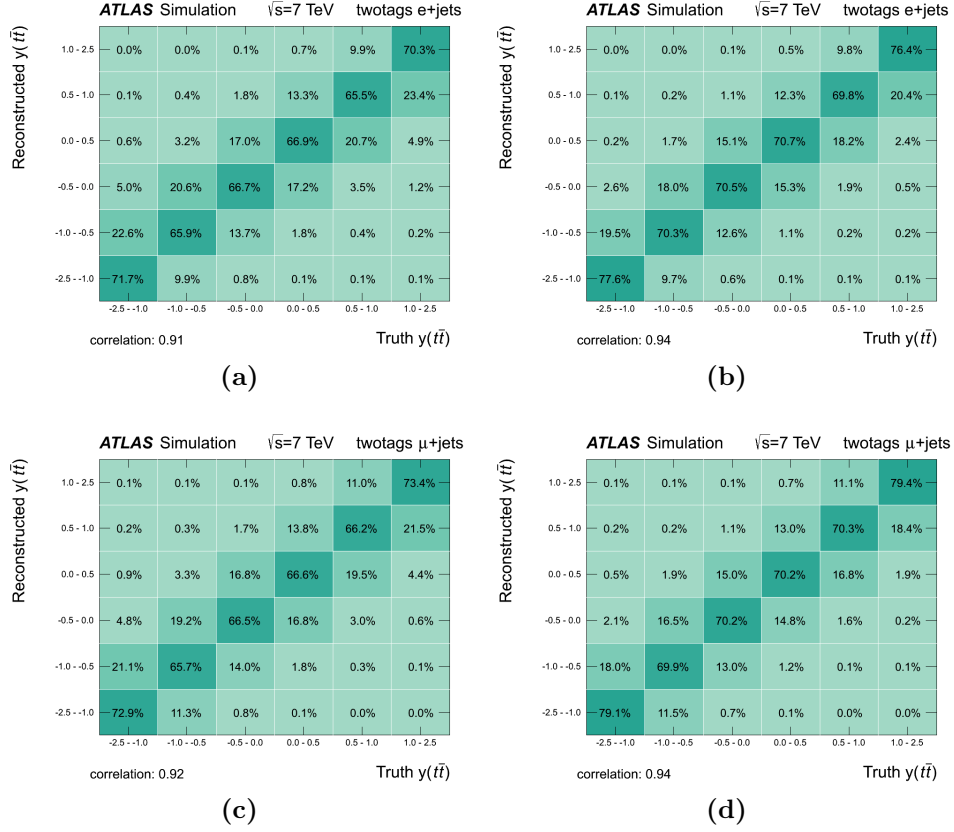 ATLAS Simulation √s=7 TeV twotags e+jets
Reconstructed y(tt̄)
1.0 - 2.5 0.0% 0.0% 0.1% 0.7% 9.9% 70.3%
0.5 - 1.0 0.1% 0.4% 1.8% 13.3% 65.5% 23.4%
0.0 - 0.5 0.6% 3.2% 17.0% 66.9% 20.7% 4.9%
-0.5 - 0.0 5.0% 20.6% 66.7% 17.2% 3.5% 1.2%
-1.0 - -0.5 22.6% 65.9% 13.7% 1.8% 0.4% 0.2%
-2.5 - -1.0 71.7% 9.9% 0.8% 0.1% 0.1% 0.1%
-2.5 - -1.0 -1.0 - -0.5 -0.5 - 0.0 0.0 - 0.5 0.5 - 1.0 1.0 - 2.5
correlation: 0.91 Truth y(tt̄)
(a)
ATLAS Simulation √s=7 TeV twotags e+jets
Reconstructed y(tt̄)
1.0 - 2.5 0.0% 0.0% 0.1% 0.5% 9.8% 76.4%
0.5 - 1.0 0.1% 0.2% 1.1% 12.3% 69.8% 20.4%
0.0 - 0.5 0.2% 1.7% 15.1% 70.7% 18.2% 2.4%
-0.5 - 0.0 2.6% 18.0% 70.5% 15.3% 1.9% 0.5%
-1.0 - -0.5 19.5% 70.3% 12.6% 1.1% 0.2% 0.2%
-2.5 - -1.0 77.6% 9.7% 0.6% 0.1% 0.1% 0.1%
-2.5 - -1.0 -1.0 - -0.5 -0.5 - 0.0 0.0 - 0.5 0.5 - 1.0 1.0 - 2.5
correlation: 0.94 Truth y(tt̄)
(b)
ATLAS Simulation √s=7 TeV twotags μ+jets
Reconstructed y(tt̄)
1.0 - 2.5 0.1% 0.1% 0.1% 0.8% 11.0% 73.4%
0.5 - 1.0 0.2% 0.3% 1.7% 13.8% 66.2% 21.5%
0.0 - 0.5 0.9% 3.3% 16.8% 66.6% 19.5% 4.4%
-0.5 - 0.0 4.8% 19.2% 66.5% 16.8% 3.0% 0.6%
-1.0 - -0.5 21.1% 65.7% 14.0% 1.8% 0.3% 0.1%
-2.5 - -1.0 72.9% 11.3% 0.8% 0.1% 0.0% 0.0%
-2.5 - -1.0 -1.0 - -0.5 -0.5 - 0.0 0.0 - 0.5 0.5 - 1.0 1.0 - 2.5
correlation: 0.92 Truth y(tt̄)
(c)
ATLAS Simulation √s=7 TeV twotags μ+jets
Reconstructed y(tt̄)
1.0 - 2.5 0.1% 0.1% 0.1% 0.7% 11.1% 79.4%
0.5 - 1.0 0.2% 0.2% 1.1% 13.0% 70.3% 18.4%
0.0 - 0.5 0.5% 1.9% 15.0% 70.2% 16.8% 1.9%
-0.5 - 0.0 2.1% 16.5% 70.2% 14.8% 1.6% 0.2%
-1.0 - -0.5 18.0% 69.9% 13.0% 1.2% 0.1% 0.1%
-2.5 - -1.0 79.1% 11.5% 0.7% 0.1% 0.0% 0.0%
-2.5 - -1.0 -1.0 - -0.5 -0.5 - 0.0 0.0 - 0.5 0.5 - 1.0 1.0 - 2.5
correlation: 0.94 Truth y(tt̄)
(d)